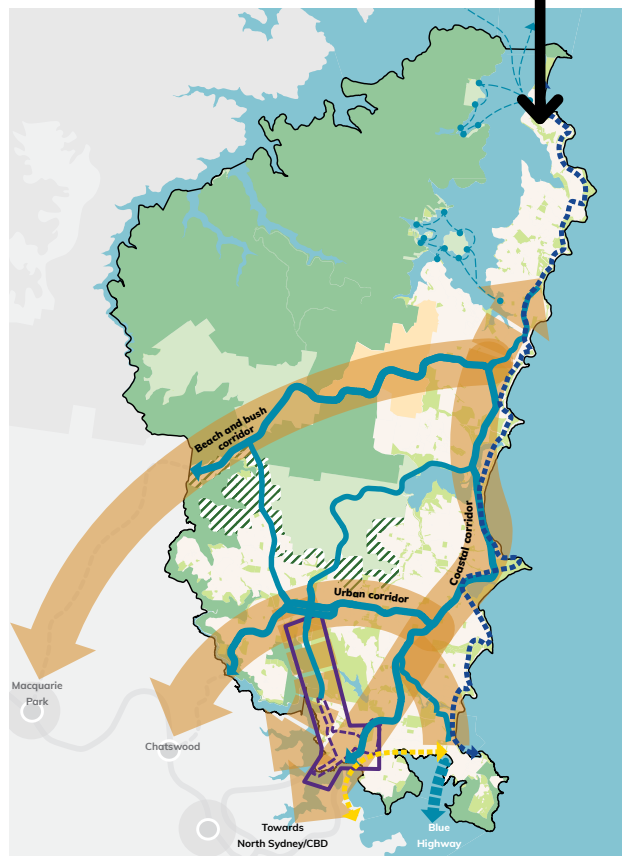 Beach and bush
corridor
Coastal corridor
Urban corridor
Macquarie
Park
Chatswood
Towards
North Sydney/CBD
Blue
Highway